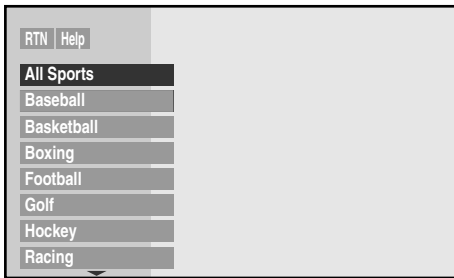 RTN Help
All Sports
Baseball
Basketball
Boxing
Football
Golf
Hockey
Racing